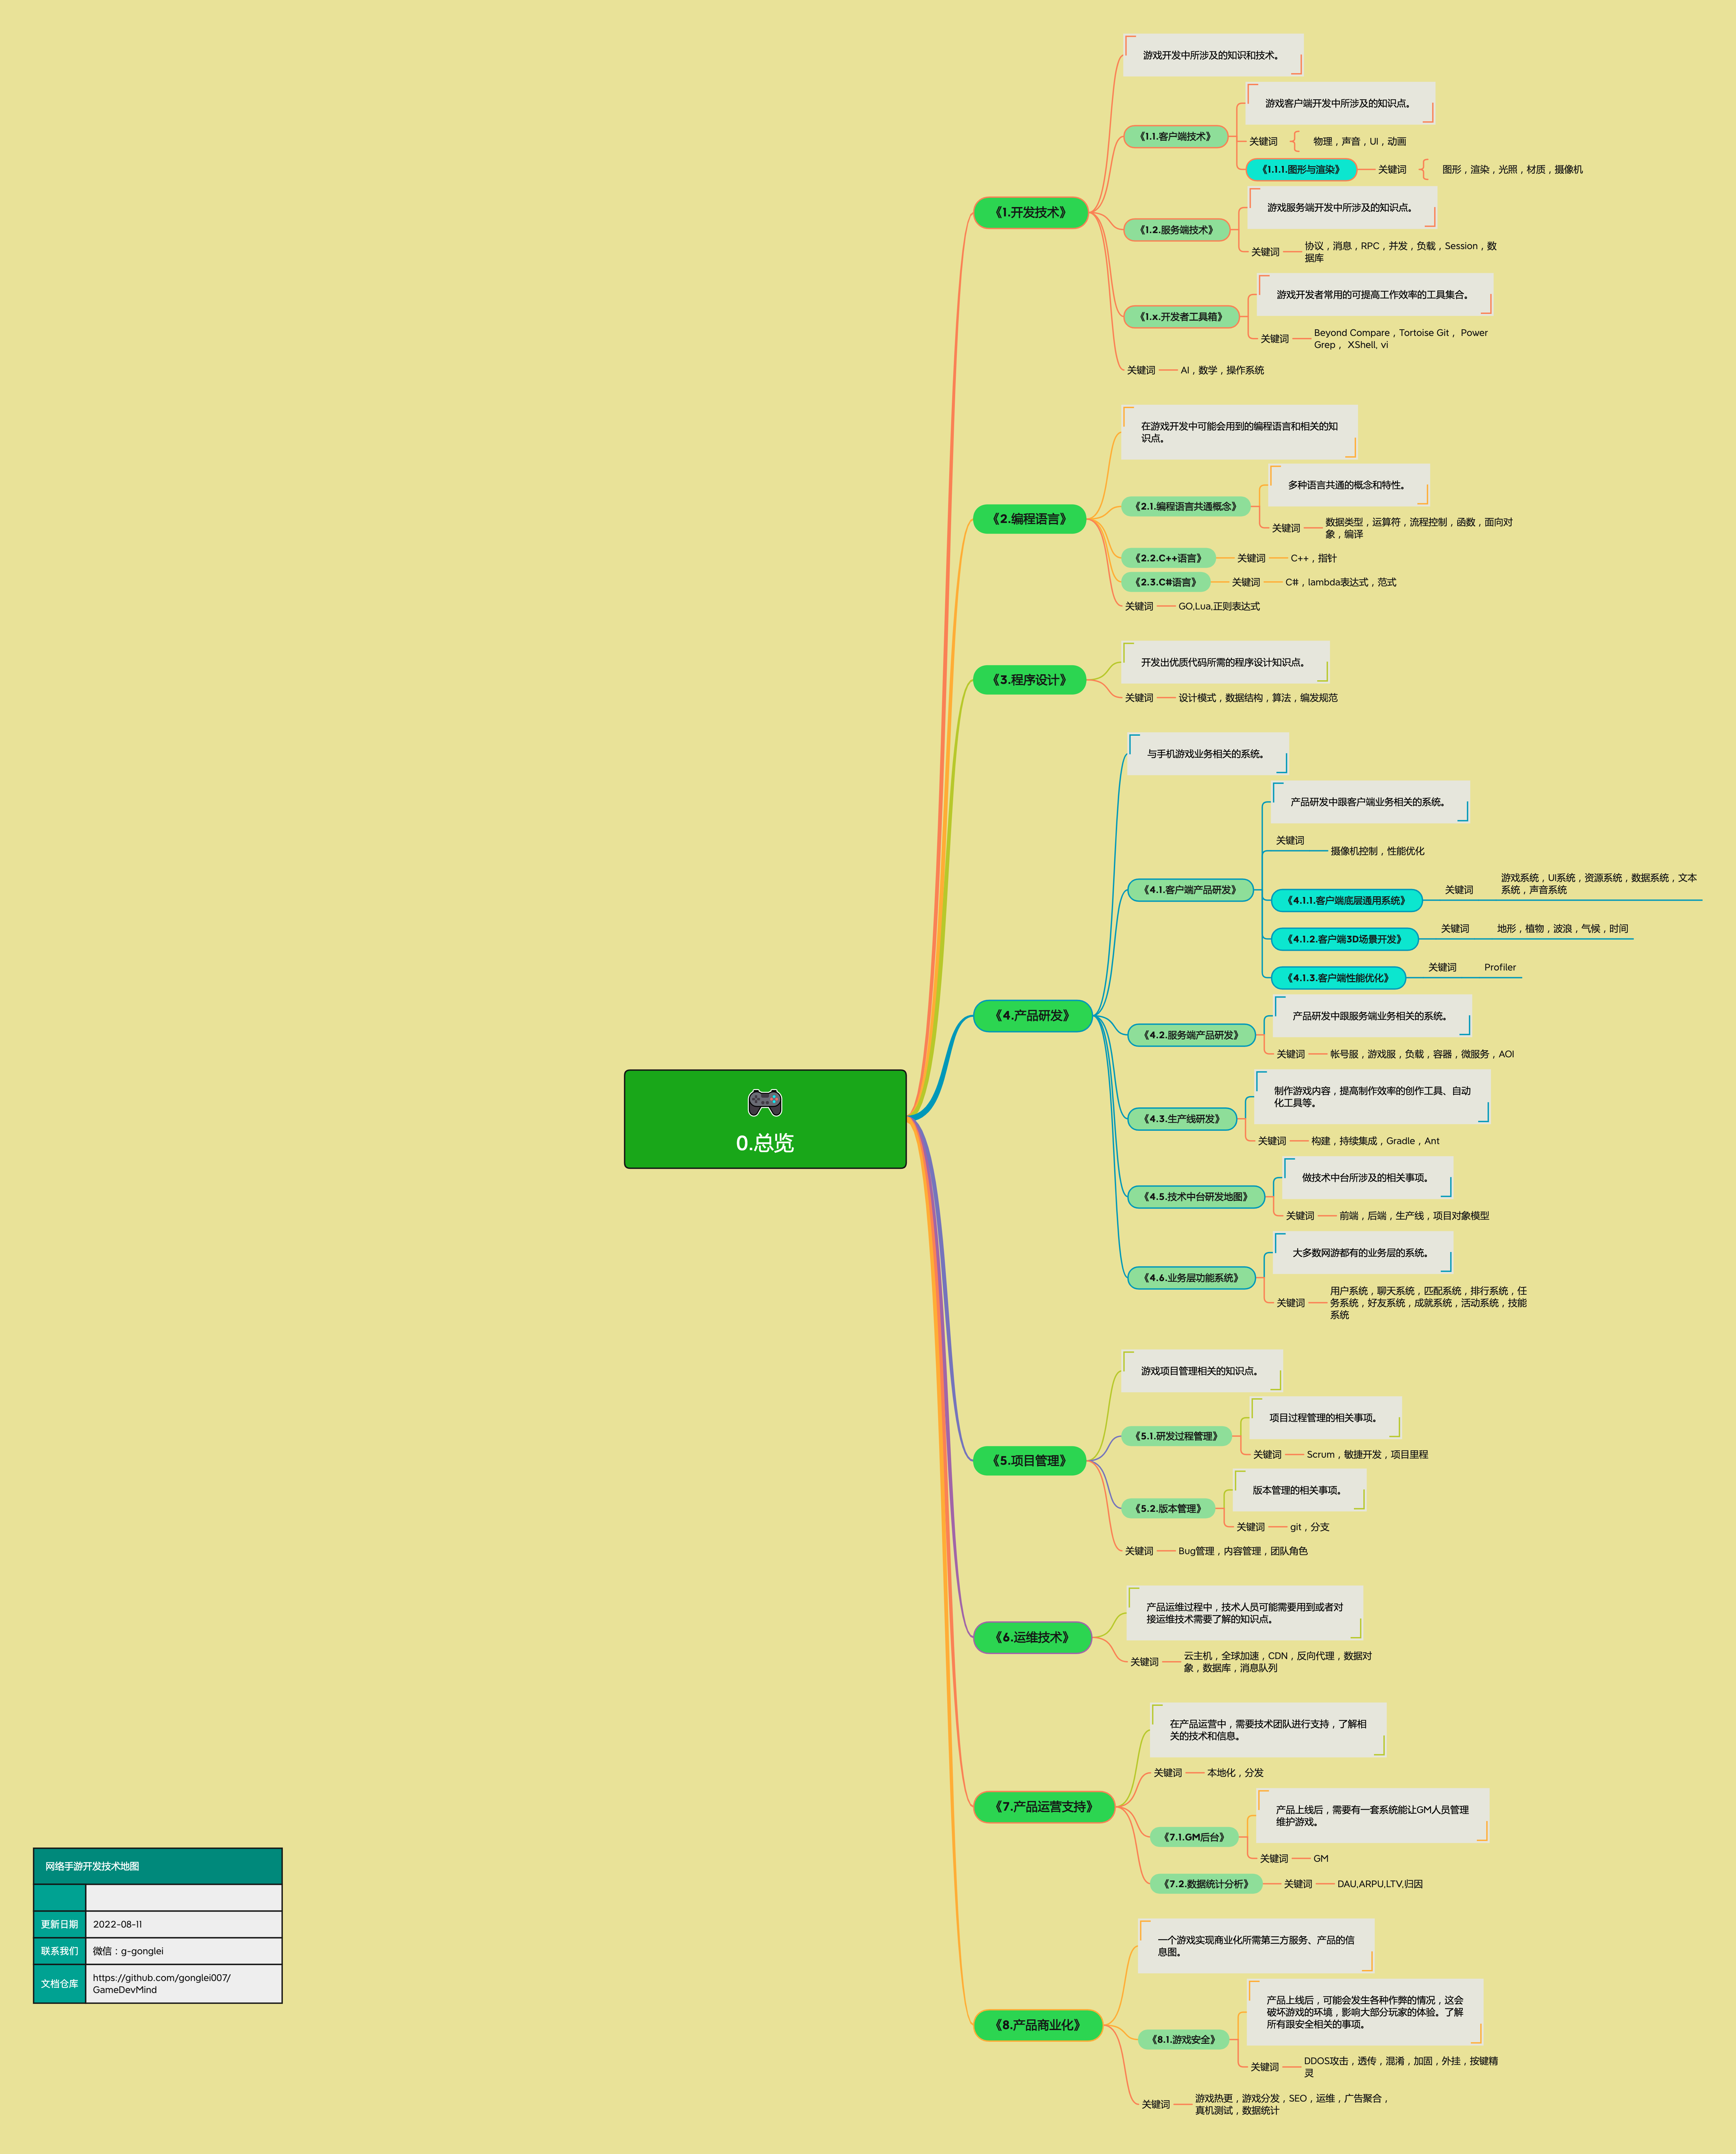 0.总览
《1.开发技术》
游戏开发中所涉及的知识和技术。
《1.1.客户端技术》
游戏客户端开发中所涉及的知识点。
关键词
物理，声音，UI，动画
《1.1.1.图形与渲染》
关键词
图形，渲染，光照，材质，摄像机
《1.2.服务端技术》
游戏服务端开发中所涉及的知识点。
关键词
协议，消息，RPC，并发，负载，Session，数
据库
《1.x.开发者工具箱》
游戏开发者常用的可提高工作效率的工具集合。
关键词
Beyond Compare，Tortoise Git， Power
Grep， XShell, vi
关键词
AI，数学，操作系统
《2.编程语言》
在游戏开发中可能会用到的编程语言和相关的知
识点。
《2.1.编程语言共通概念》
多种语言共通的概念和特性。
关键词
数据类型，运算符，流程控制，函数，面向对
象，编译
《2.2.C++语言》
关键词
C++，指针
《2.3.C#语言》
关键词
C#，lambda表达式，范式
关键词
GO,Lua,正则表达式
《3.程序设计》
开发出优质代码所需的程序设计知识点。
关键词
设计模式，数据结构，算法，编发规范
《4.产品研发》
与手机游戏业务相关的系统。
《4.1.客户端产品研发》
产品研发中跟客户端业务相关的系统。
关键词
摄像机控制，性能优化
《4.1.1.客户端底层通用系统》
关键词
游戏系统，UI系统，资源系统，数据系统，文本
系统，声音系统
《4.1.2.客户端3D场景开发》
关键词
地形，植物，波浪，气候，时间
《4.1.3.客户端性能优化》
关键词
Profiler
《4.2.服务端产品研发》
产品研发中跟服务端业务相关的系统。
关键词
帐号服，游戏服，负载，容器，微服务，AOI
《4.3.生产线研发》
制作游戏内容，提高制作效率的创作工具、自动
化工具等。
关键词
构建，持续集成，Gradle，Ant
《4.5.技术中台研发地图》
做技术中台所涉及的相关事项。
关键词
前端，后端，生产线，项目对象模型
《4.6.业务层功能系统》
大多数网游都有的业务层的系统。
关键词
用户系统，聊天系统，匹配系统，排行系统，任
务系统，好友系统，成就系统，活动系统，技能
系统
《5.项目管理》
游戏项目管理相关的知识点。
《5.1.研发过程管理》
项目过程管理的相关事项。
关键词
Scrum，敏捷开发，项目里程
《5.2.版本管理》
版本管理的相关事项。
关键词
git，分支
关键词
Bug管理，内容管理，团队角色
《6.运维技术》
产品运维过程中，技术人员可能需要用到或者对
接运维技术需要了解的知识点。
关键词
云主机，全球加速，CDN，反向代理，数据对
象，数据库，消息队列
《7.产品运营支持》
在产品运营中，需要技术团队进行支持，了解相
关的技术和信息。
关键词
本地化，分发
《7.1.GM后台》
产品上线后，需要有一套系统能让GM人员管理
维护游戏。
关键词
GM
《7.2.数据统计分析》
关键词
DAU,ARPU,LTV,归因
《8.产品商业化》
一个游戏实现商业化所需第三方服务、产品的信
息图。
《8.1.游戏安全》
产品上线后，可能会发生各种作弊的情况，这会
破坏游戏的环境，影响大部分玩家的体验。了解
所有跟安全相关的事项。
关键词
DDOS攻击，透传，混淆，加固，外挂，按键精
灵
关键词
游戏热更，游戏分发，SEO，运维，广告聚合，
真机测试，数据统计
网络手游开发技术地图
更新日期
2022-08-11
联系我们
微信：g-gonglei
文档仓库
https://github.com/gonglei007/
GameDevMind